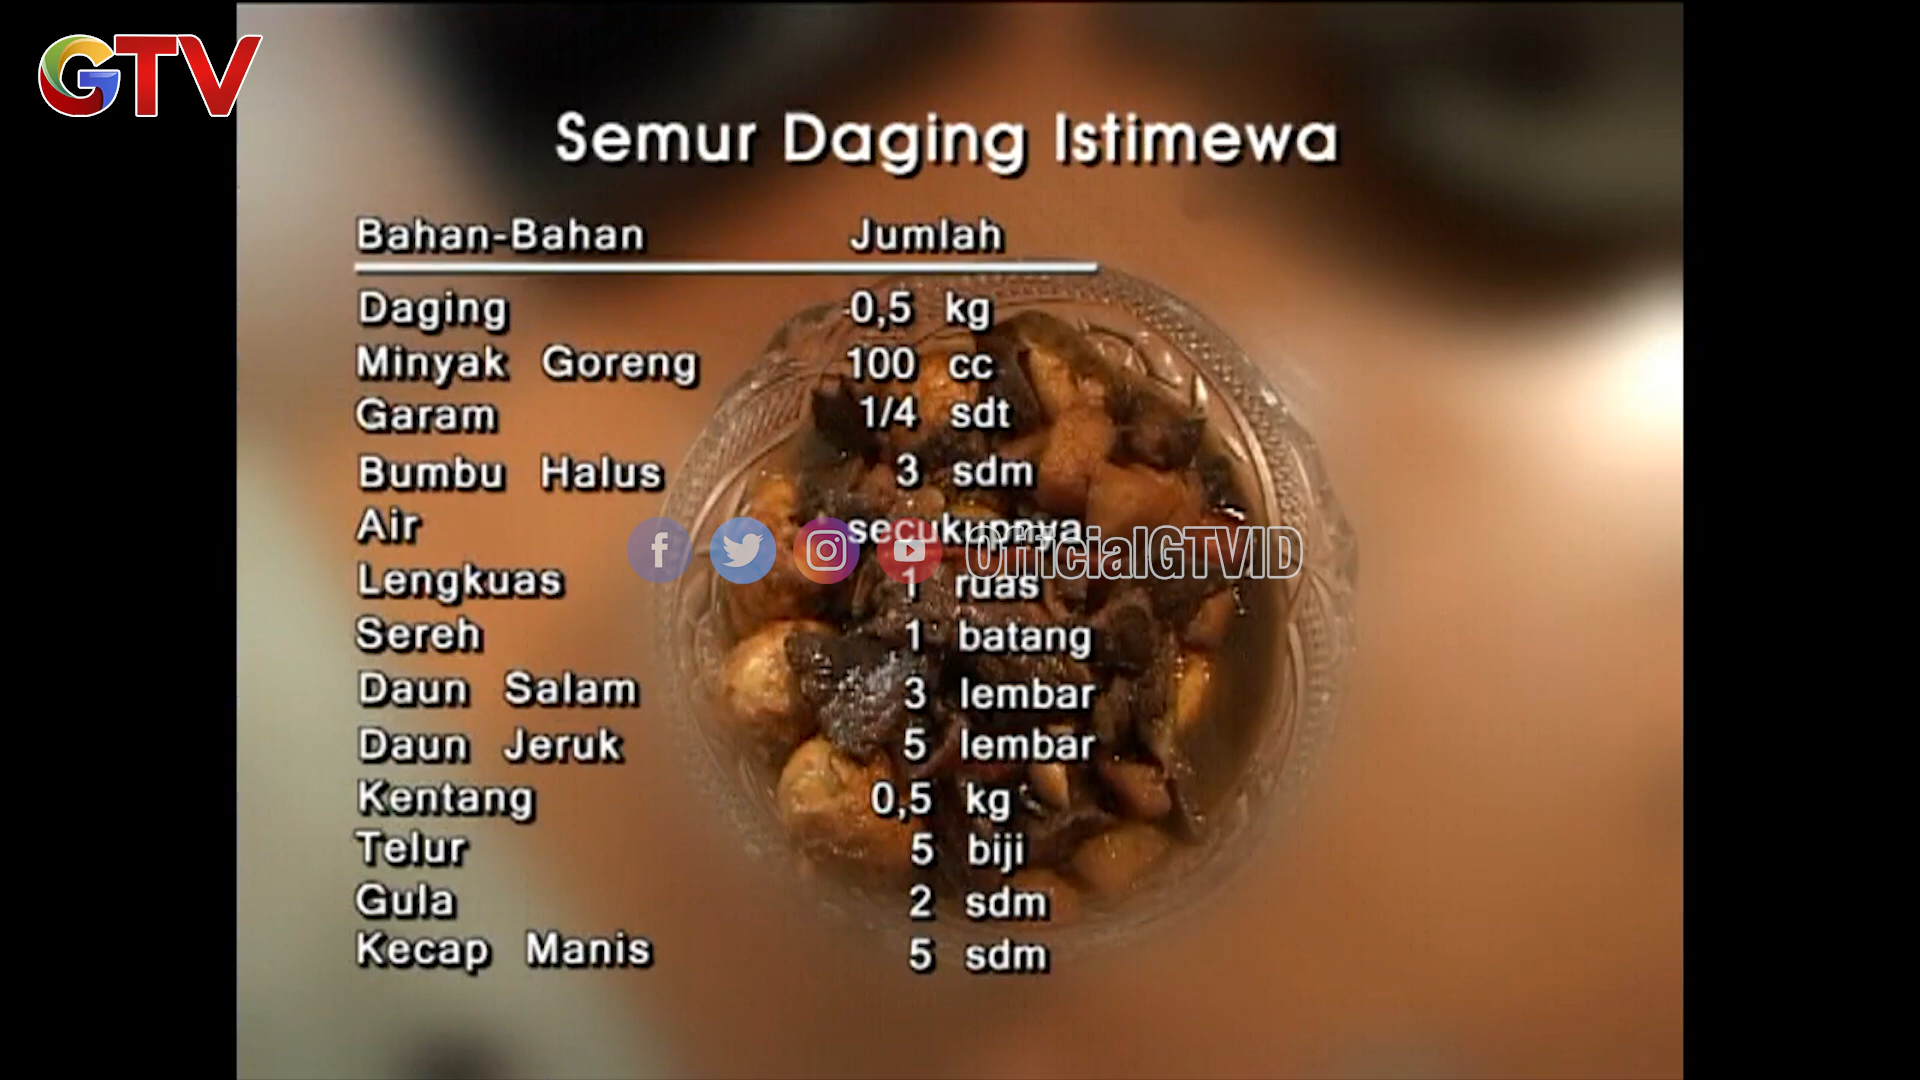 GTV
Semur Daging Istimewa
Bahan-Bahan Jumlah
Daging 0,5 kg
Minyak Goreng 100 cc
Garam 1/4 sdt
Bumbu Halus 3 sdm
Air secukupnya
OfficialGTVID
Lengkuas 1 ruas
Sereh 1 batang
Daun Salam 3 lembar
Daun Jeruk 5 lembar
Kentang 0,5 kg
Telur 5 biji
Gula 2 sdm
Kecap Manis 5 sdm